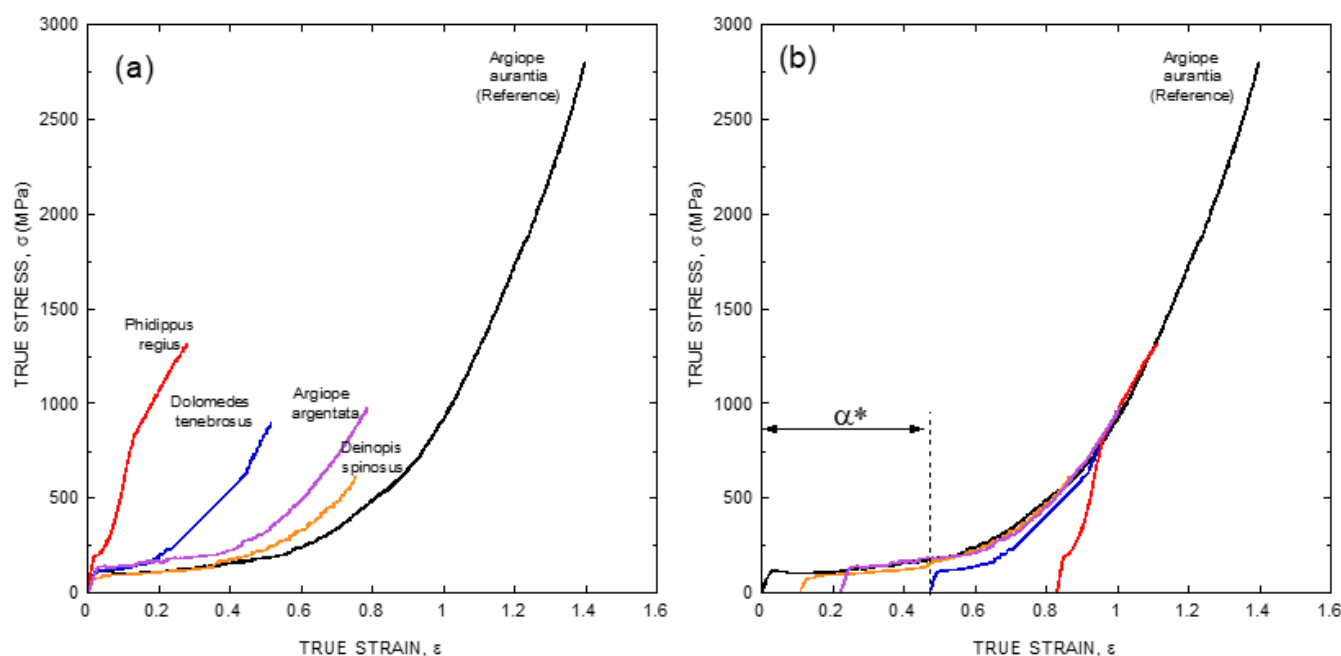 (a)
3000
2500
2000
1500
1000
500
0
TRUE STRESS, σ (MPa)
Argiope
aurantia
(Reference)
Phidippus
regius
Dolomedes
tenebrosus
Argiope
argentata
Deinopis
spinosus
0 0.2 0.4 0.6 0.8 1 1.2 1.4 1.6
TRUE STRAIN, ε
(b)
3000
2500
2000
1500
1000
500
0
TRUE STRESS, σ (MPa)
Argiope
aurantia
(Reference)
α*
0 0.2 0.4 0.6 0.8 1 1.2 1.4 1.6
TRUE STRAIN, ε